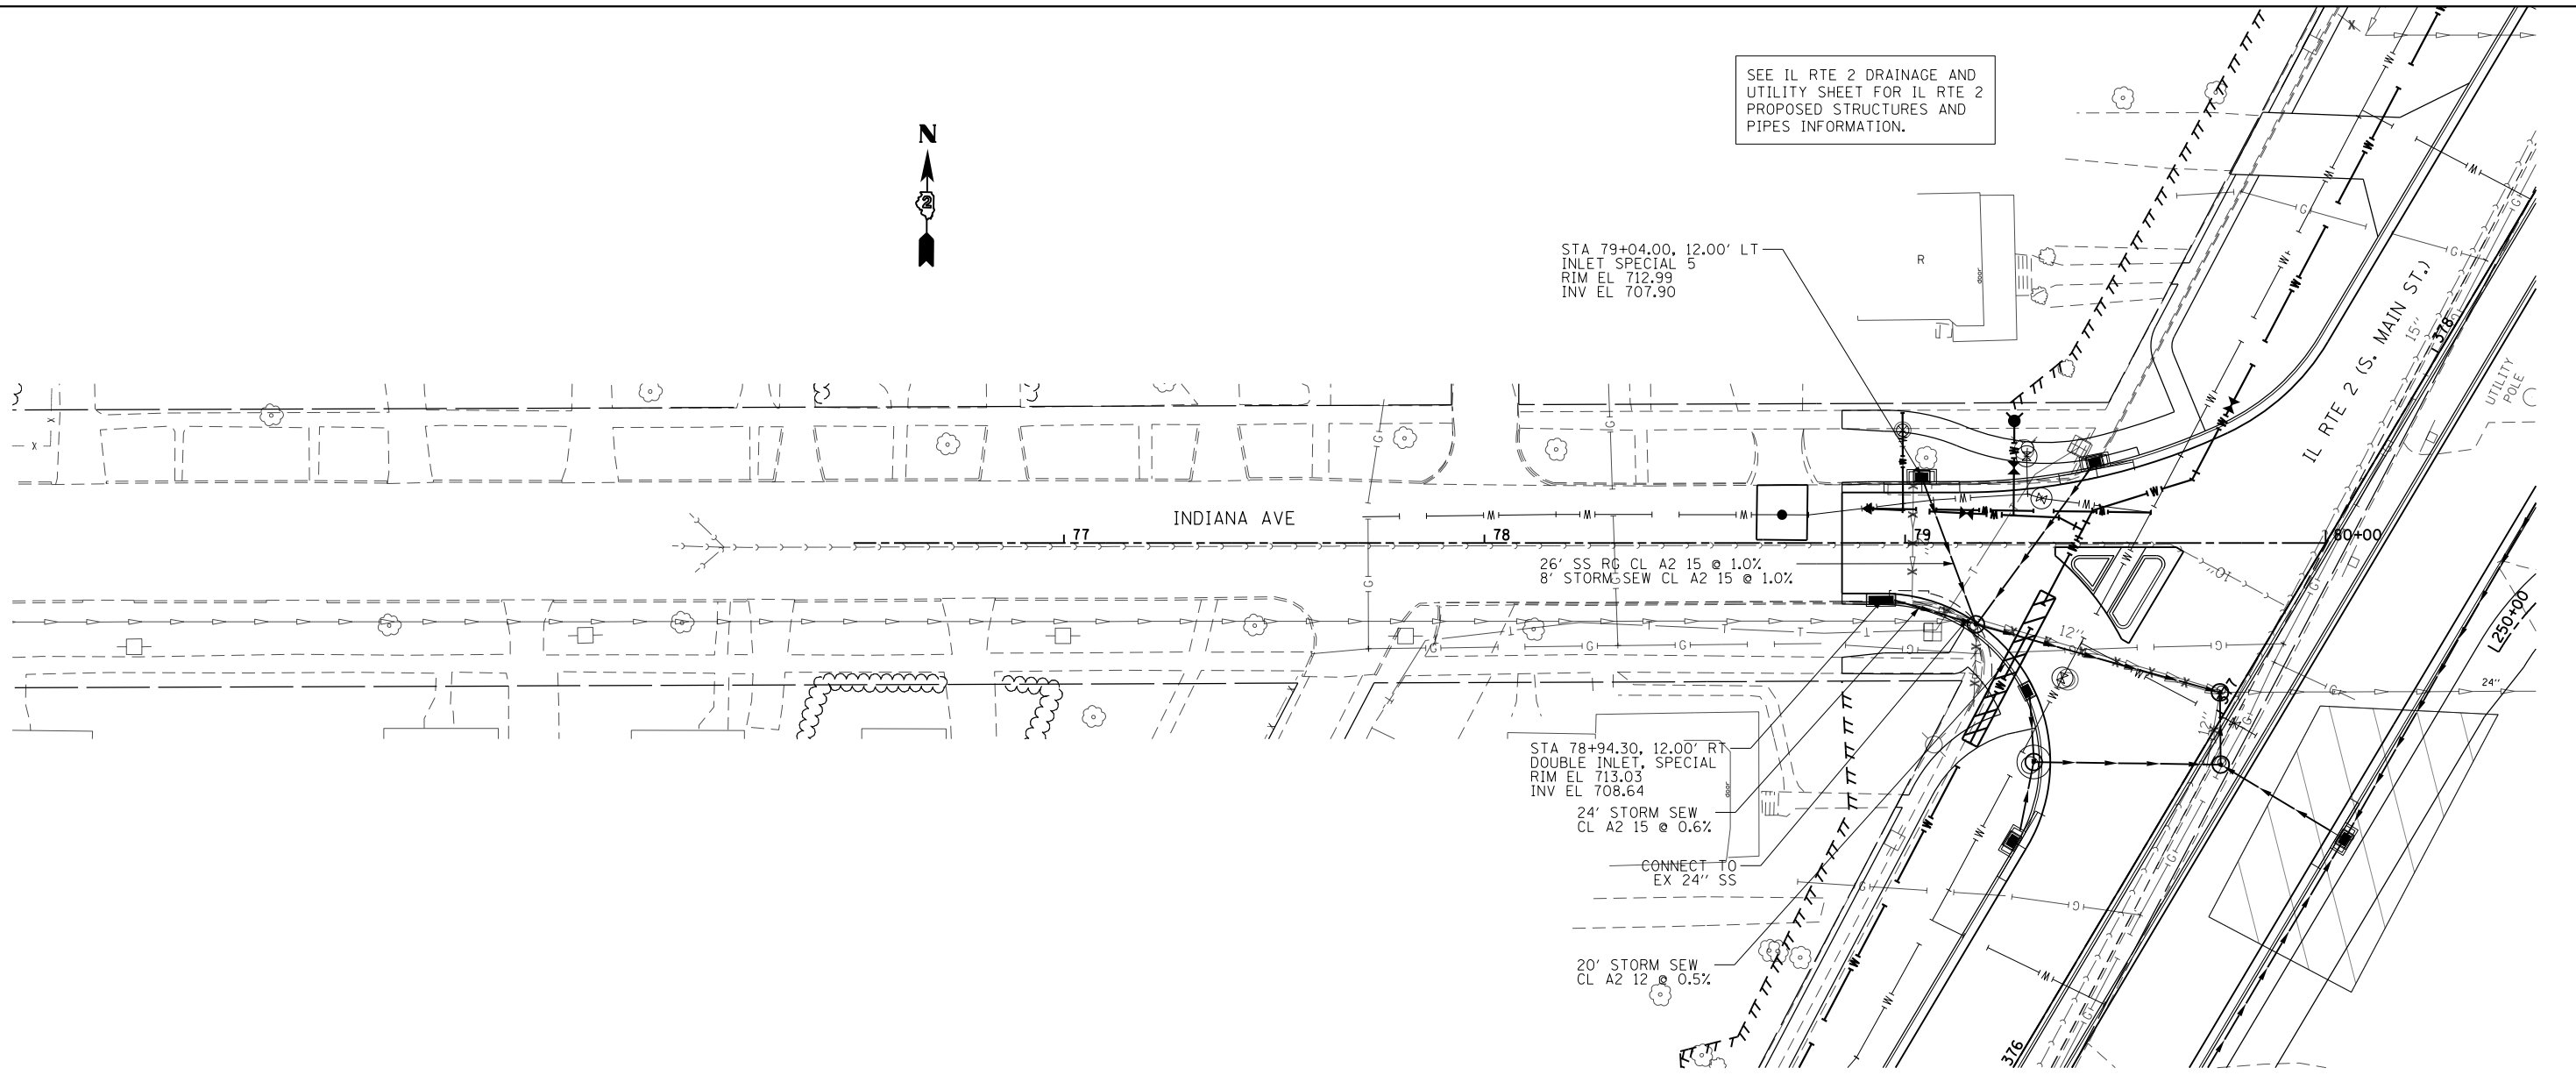 SEE IL RTE 2 DRAINAGE AND
UTILITY SHEET FOR IL RTE 2
PROPOSED STRUCTURES AND
PIPES INFORMATION.
N
2
STA 79+04.00, 12.00' LT
INLET SPECIAL 5
RIM EL 712.99
INV EL 707.90
R
door
IL RTE 2 (S. MAIN ST.)
15"
378
UTILITY
POLE
INDIANA AVE
77
78
79
80+00
26' SS RG CL A2 15 @ 1.0%
8' STORM SEW CL A2 15 @ 1.0%
10"
12"
250+00
24"
12"
STA 78+94.30, 12.00' RT
DOUBLE INLET, SPECIAL
RIM EL 713.03
INV EL 708.64
door
24' STORM SEW
CL A2 15 @ 0.6%
CONNECT TO
EX 24" SS
20' STORM SEW
CL A2 12 @ 0.5%
376